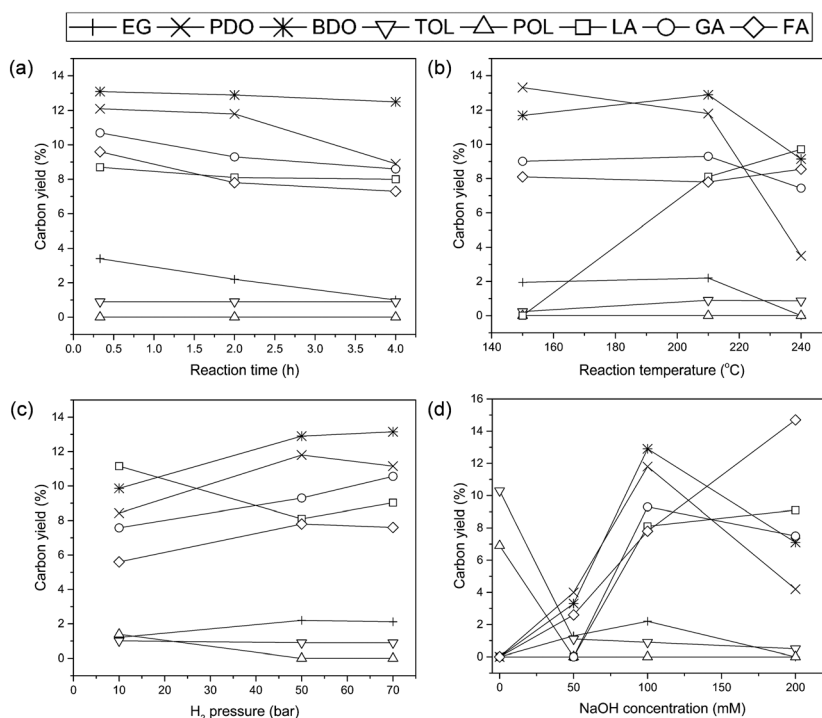 EG PDO BDO TOL POL LA GA FA
(a)
14
12
10
8
6
4
2
0
Carbon yield (%)
0.0 0.5 1.0 1.5 2.0 2.5 3.0 3.5 4.0
Reaction time (h)
(b)
14
12
10
8
6
4
2
0
Carbon yield (%)
140 160 180 200 220 240
Reaction temperature (°C)
(c)
14
12
10
8
6
4
2
0
Carbon yield (%)
10 20 30 40 50 60 70
H₂ pressure (bar)
(d)
16
14
12
10
8
6
4
2
0
Carbon yield (%)
0 50 100 150 200
NaOH concentration (mM)